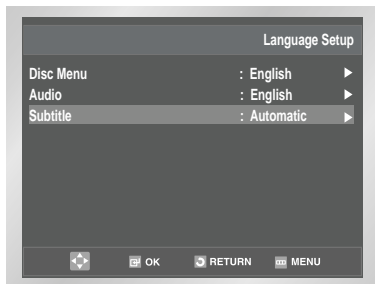 Language Setup
Disc Menu : English ▶
Audio : English ▶
Subtitle : Automatic ▶
OK RETURN MENU